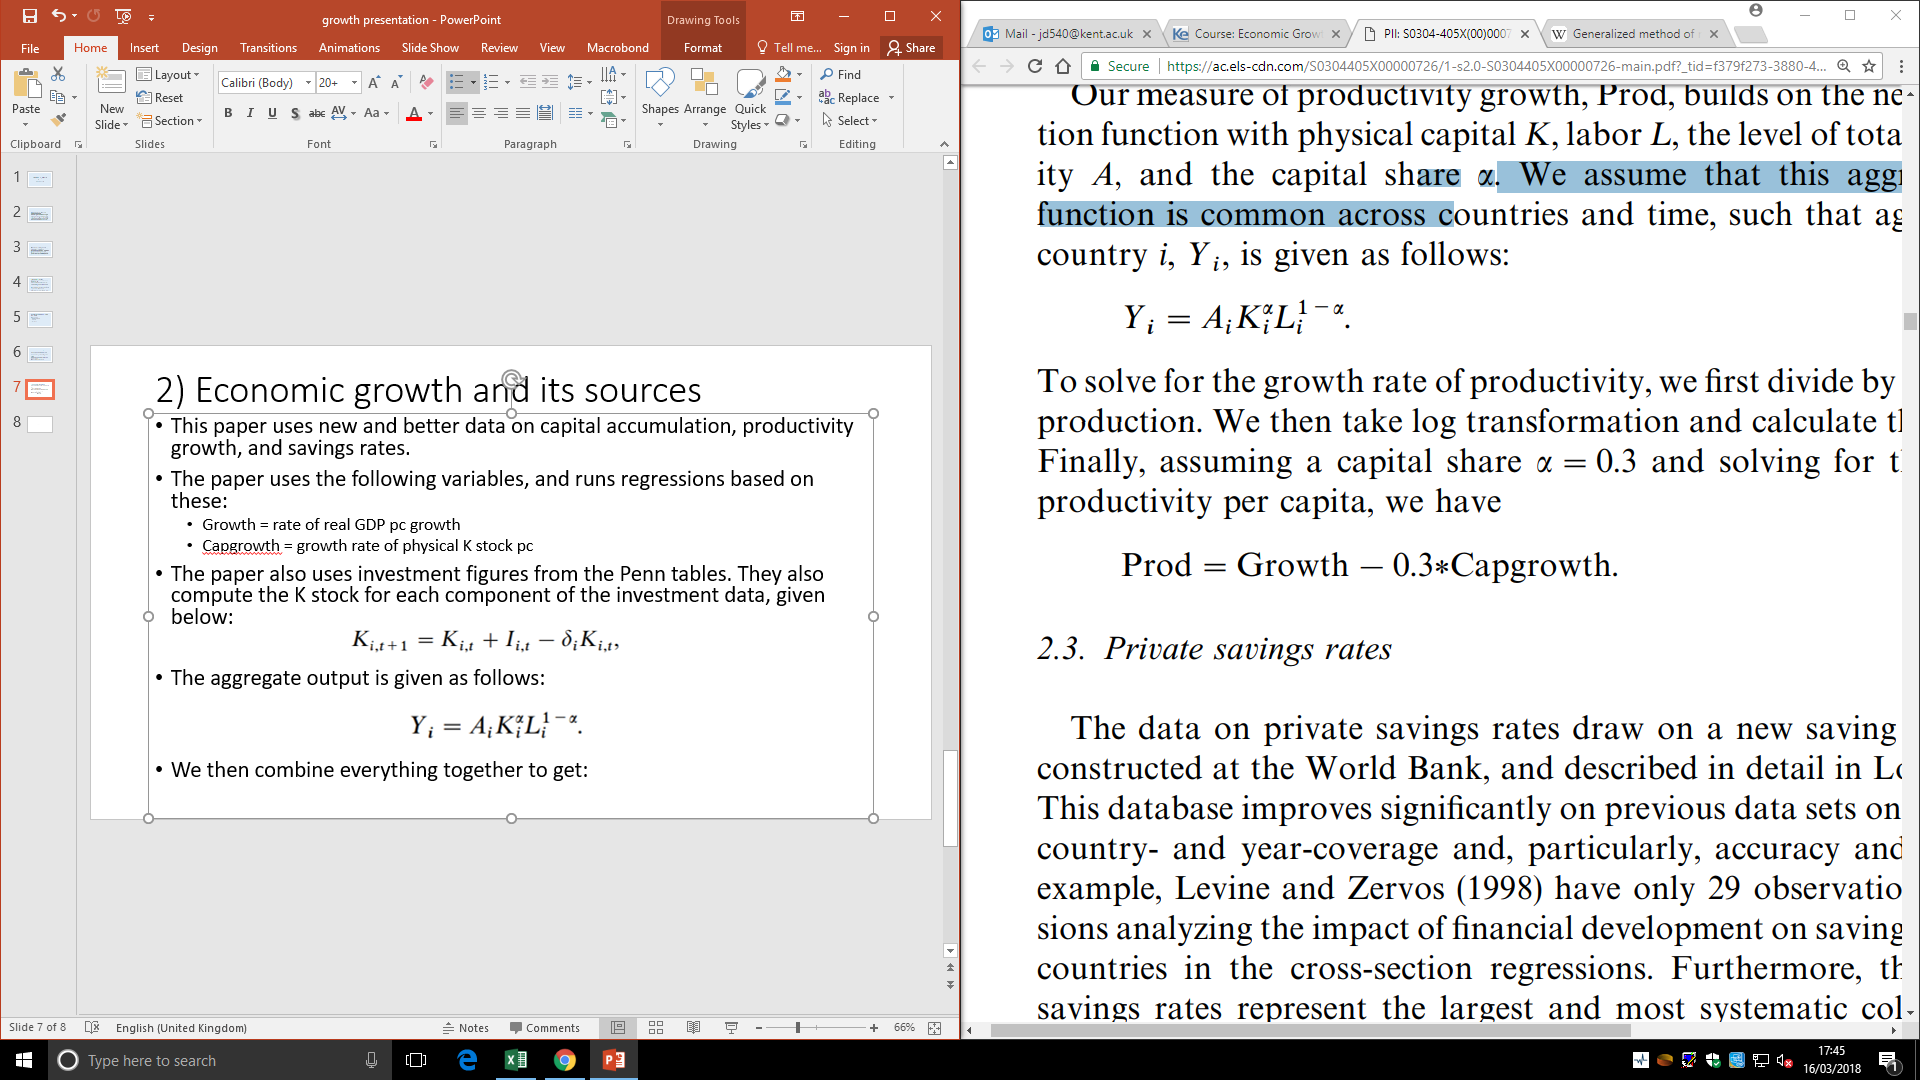 growth presentation - PowerPoint
Drawing Tools
File
Home
Insert
Design
Transitions
Animations
Slide Show
Review
View
Macrobond
Format
Tell me...
Sign in
Share
Paste
Clipboard
New
Slide
Layout
Reset
Section
Slides
Calibri (Body)
20+
B I U S abc AV Aa A
Font
Paragraph
Shapes
Arrange
Quick
Styles
Drawing
Find
Replace
Select
Editing
1
2
3
4
5
6
7
8
2) Economic growth and its sources
• This paper uses new and better data on capital accumulation, productivity
growth, and savings rates.
• The paper uses the following variables, and runs regressions based on
these:
• Growth = rate of real GDP pc growth
• Capgrowth = growth rate of physical K stock pc
• The paper also uses investment figures from the Penn tables. They also
compute the K stock for each component of the investment data, given
below:
K_{i,t+1} = K_{i,t} + I_{i,t} − δ_i K_{i,t},
• The aggregate output is given as follows:
Y_i = A_i K_i^α L_i^{1−α}.
• We then combine everything together to get:
Slide 7 of 8
English (United Kingdom)
Notes
Comments
66%
Mail - jd540@kent.ac.uk
Course: Economic Grow
PII: S0304-405X(00)0007
Generalized method of
Secure
https://ac.els-cdn.com/S0304405X00000726/1-s2.0-S0304405X00000726-main.pdf?_tid=f379f273-3880-4...
Our measure of productivity growth, Prod, builds on the ne
tion function with physical capital K, labor L, the level of tota
ity A, and the capital share α. We assume that this aggr
function is common across countries and time, such that ag
country i, Y_i, is given as follows:
Y_i = A_i K_i^α L_i^{1−α}.
To solve for the growth rate of productivity, we first divide by
production. We then take log transformation and calculate t
Finally, assuming a capital share α = 0.3 and solving for t
productivity per capita, we have
Prod = Growth − 0.3*Capgrowth.
2.3. Private savings rates
The data on private savings rates draw on a new saving
constructed at the World Bank, and described in detail in Lo
This database improves significantly on previous data sets on
country- and year-coverage and, particularly, accuracy and
example, Levine and Zervos (1998) have only 29 observatio
sions analyzing the impact of financial development on saving
countries in the cross-section regressions. Furthermore, th
savings rates represent the largest and most systematic col
Type here to search
17:45
16/03/2018
1